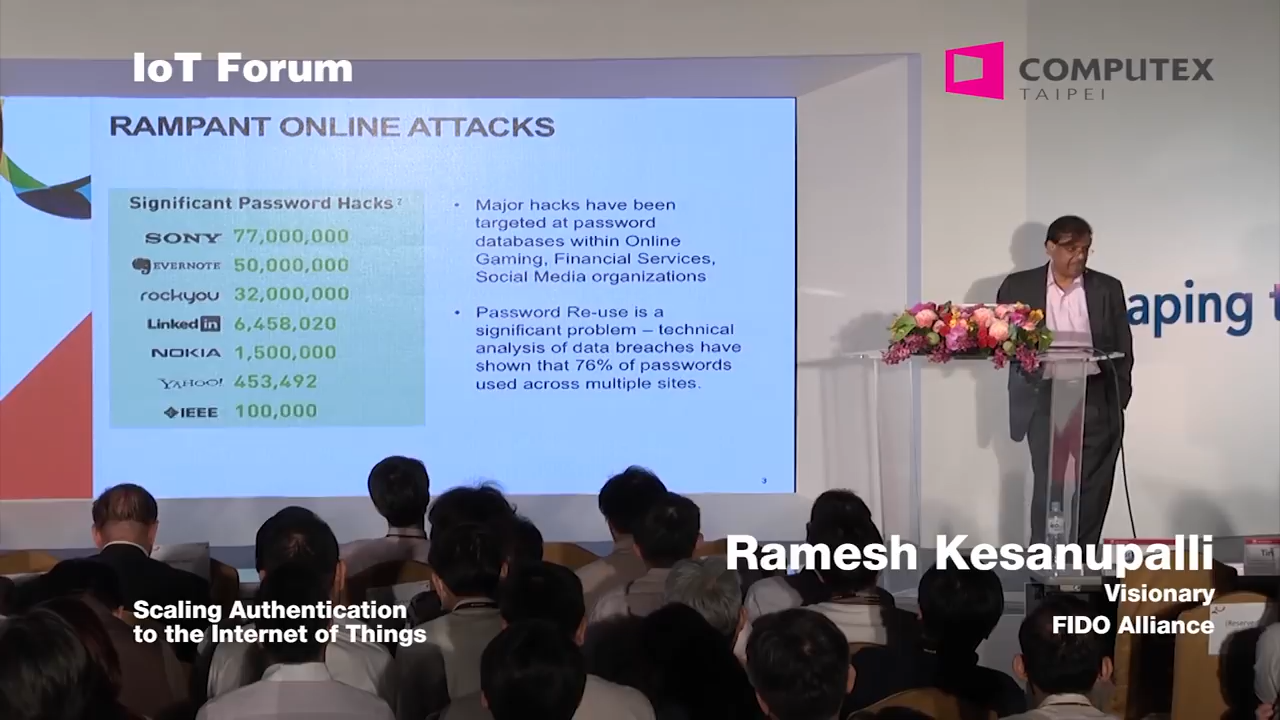 IoT Forum
COMPUTEX
TAIPEI
RAMPANT ONLINE ATTACKS
Significant Password Hacks
SONY 77,000,000
EVERNOTE 50,000,000
rockyou 32,000,000
Linked in 6,458,020
NOKIA 1,500,000
YAHOO! 453,492
IEEE 100,000
• Major hacks have been
targeted at password
databases within Online
Gaming, Financial Services,
Social Media organizations
• Password Re-use is a
significant problem – technical
analysis of data breaches have
shown that 76% of passwords
used across multiple sites.
3
aping t
Ramesh Kesanupalli
Visionary
FIDO Alliance
Scaling Authentication
to the Internet of Things